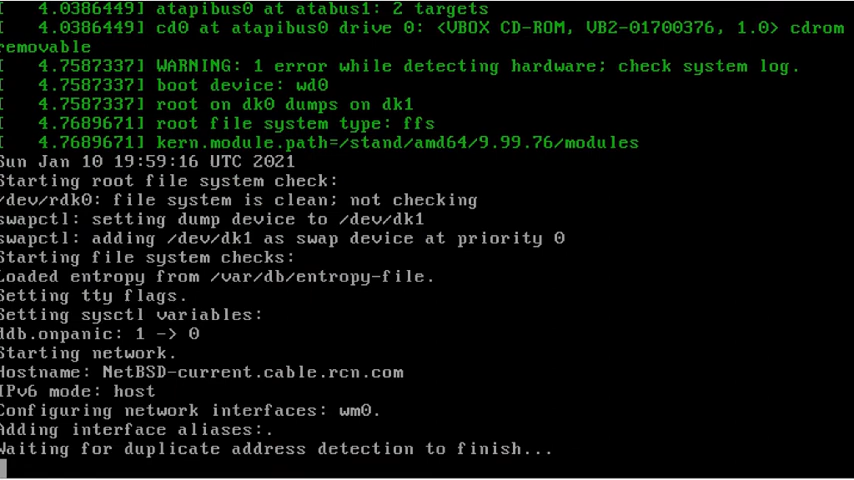 [   4.0386449] atapibus0 at atabus1: 2 targets
[   4.0386449] cd0 at atapibus0 drive 0: <VBOX CD-ROM, VB2-01700376, 1.0> cdrom
removable
[   4.7587337] WARNING: 1 error while detecting hardware; check system log.
[   4.7587337] boot device: wd0
[   4.7587337] root on dk0 dumps on dk1
[   4.7689671] root file system type: ffs
[   4.7689671] kern.module.path=/stand/amd64/9.99.76/modules
Sun Jan 10 19:59:16 UTC 2021
Starting root file system check:
/dev/rdk0: file system is clean; not checking
swapctl: setting dump device to /dev/dk1
swapctl: adding /dev/dk1 as swap device at priority 0
Starting file system checks:
Loaded entropy from /var/db/entropy-file.
Setting tty flags.
Setting sysctl variables:
ddb.onpanic: 1 -> 0
Starting network.
Hostname: NetBSD-current.cable.rcn.com
IPv6 mode: host
Configuring network interfaces: wm0.
Adding interface aliases:.
Waiting for duplicate address detection to finish...